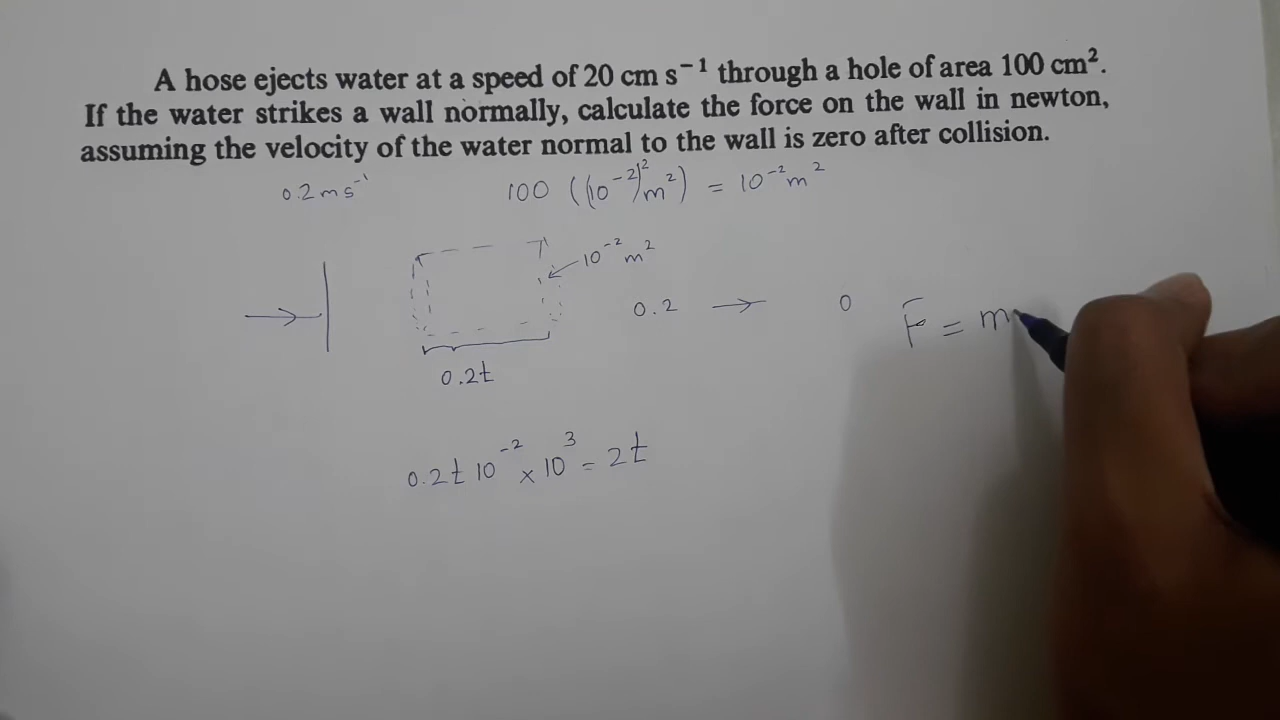 A hose ejects water at a speed of 20 cm s⁻¹ through a hole of area 100 cm².
If the water strikes a wall normally, calculate the force on the wall in newton,
assuming the velocity of the water normal to the wall is zero after collision.
0.2 m s⁻¹ 100 ((10⁻²)² m²) = 10⁻² m²
10⁻² m²
0.2 → 0 F = m
0.2t
0.2t 10⁻² × 10³ = 2t